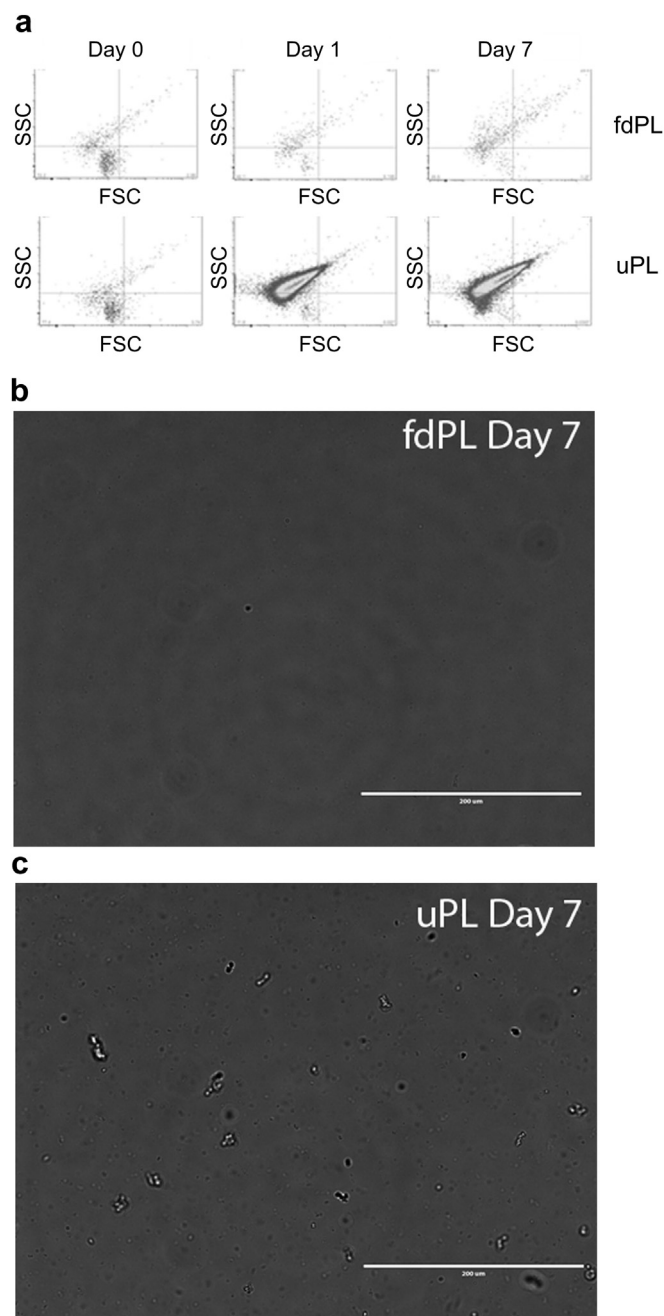 a
Day 0 Day 1 Day 7
SSC SSC SSC fdPL
FSC FSC FSC
SSC SSC SSC uPL
FSC FSC FSC
b
fdPL Day 7
200 um
c
uPL Day 7
200 um